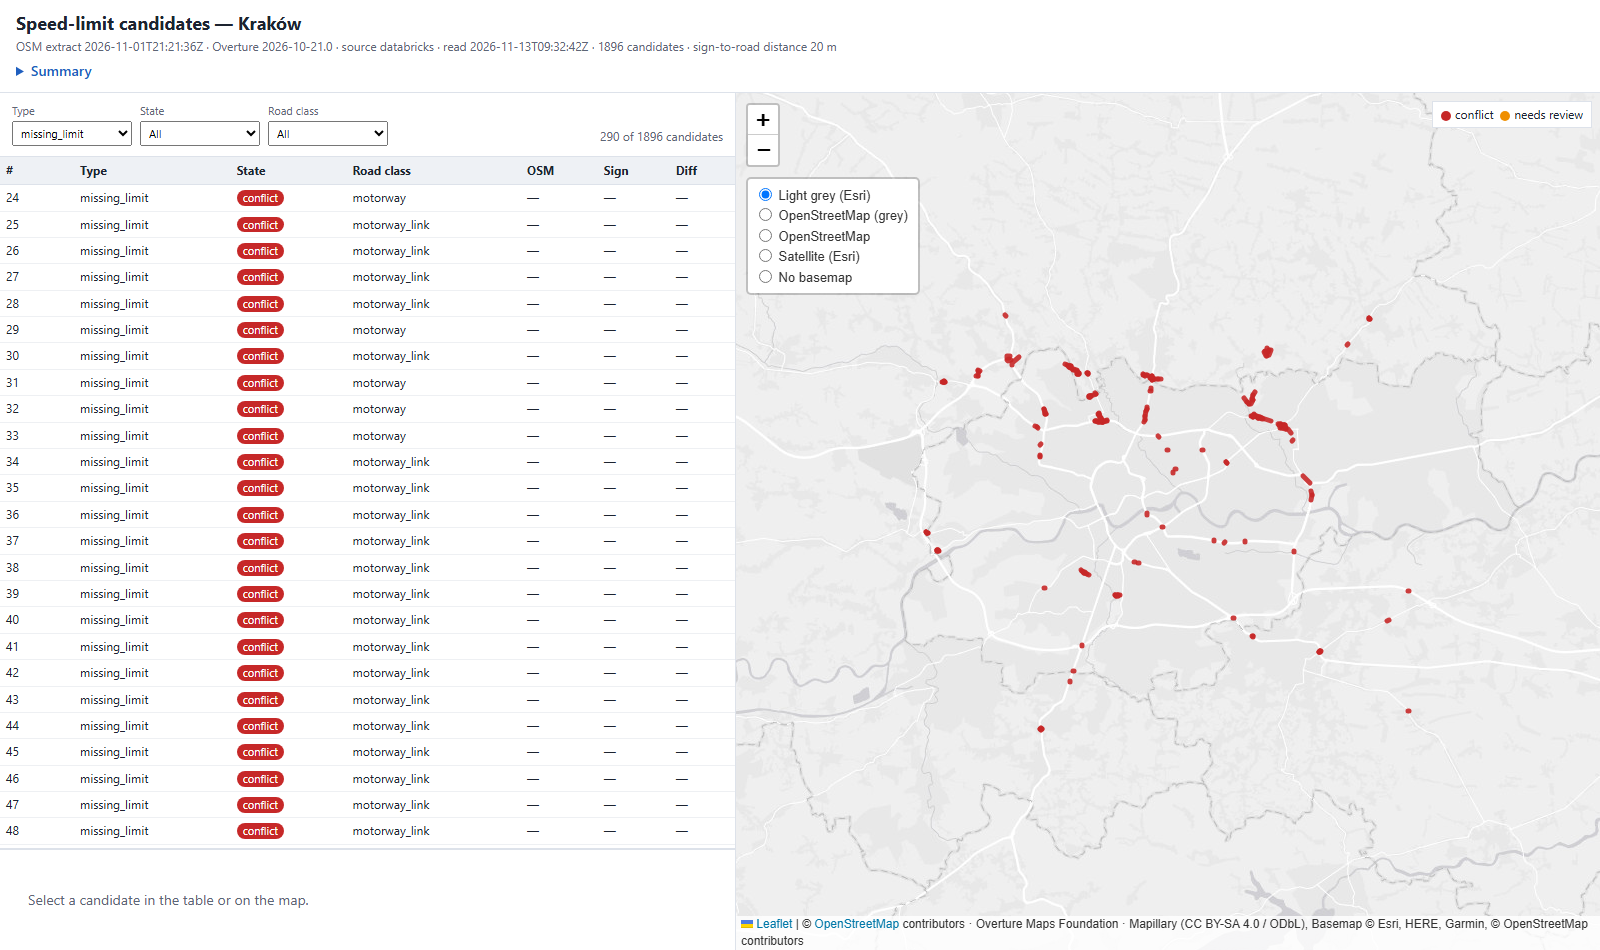 Speed-limit candidates — Kraków
OSM extract 2026-11-01T21:21:36Z · Overture 2026-10-21.0 · source databricks · read 2026-11-13T09:32:42Z · 1896 candidates · sign-to-road distance 20 m
▶ Summary
Type State Road class
missing_limit All All 290 of 1896 candidates
# Type State Road class OSM Sign Diff
24 missing_limit conflict motorway — — —
25 missing_limit conflict motorway_link — — —
26 missing_limit conflict motorway_link — — —
27 missing_limit conflict motorway_link — — —
28 missing_limit conflict motorway_link — — —
29 missing_limit conflict motorway — — —
30 missing_limit conflict motorway_link — — —
31 missing_limit conflict motorway — — —
32 missing_limit conflict motorway — — —
33 missing_limit conflict motorway — — —
34 missing_limit conflict motorway_link — — —
35 missing_limit conflict motorway_link — — —
36 missing_limit conflict motorway_link — — —
37 missing_limit conflict motorway_link — — —
38 missing_limit conflict motorway_link — — —
39 missing_limit conflict motorway_link — — —
40 missing_limit conflict motorway_link — — —
41 missing_limit conflict motorway_link — — —
42 missing_limit conflict motorway_link — — —
43 missing_limit conflict motorway_link — — —
44 missing_limit conflict motorway_link — — —
45 missing_limit conflict motorway_link — — —
46 missing_limit conflict motorway_link — — —
47 missing_limit conflict motorway_link — — —
48 missing_limit conflict motorway_link — — —
Select a candidate in the table or on the map.
+
−
Light grey (Esri)
OpenStreetMap (grey)
OpenStreetMap
Satellite (Esri)
No basemap
conflict needs review
Leaflet | © OpenStreetMap contributors · Overture Maps Foundation · Mapillary (CC BY-SA 4.0 / ODbL), Basemap © Esri, HERE, Garmin, © OpenStreetMap
contributors